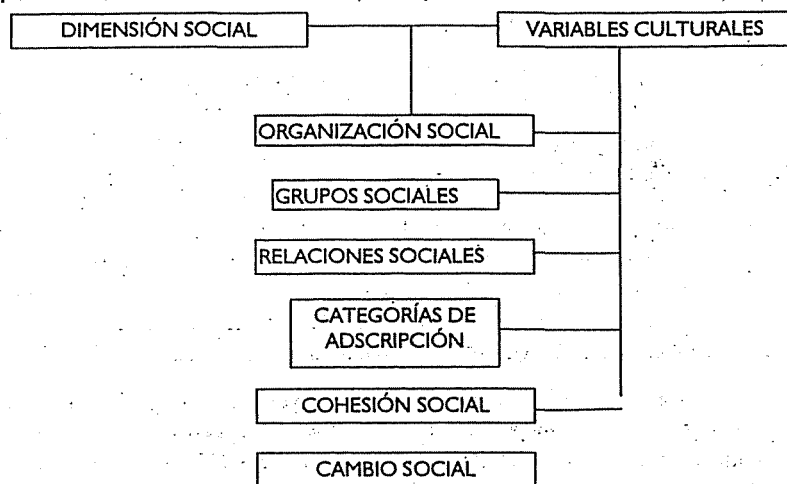 DIMENSIÓN SOCIAL
VARIABLES CULTURALES
ORGANIZACIÓN SOCIAL
GRUPOS SOCIALES
RELACIONES SOCIALES
CATEGORÍAS DE
ADSCRIPCIÓN
COHESIÓN SOCIAL
CAMBIO SOCIAL